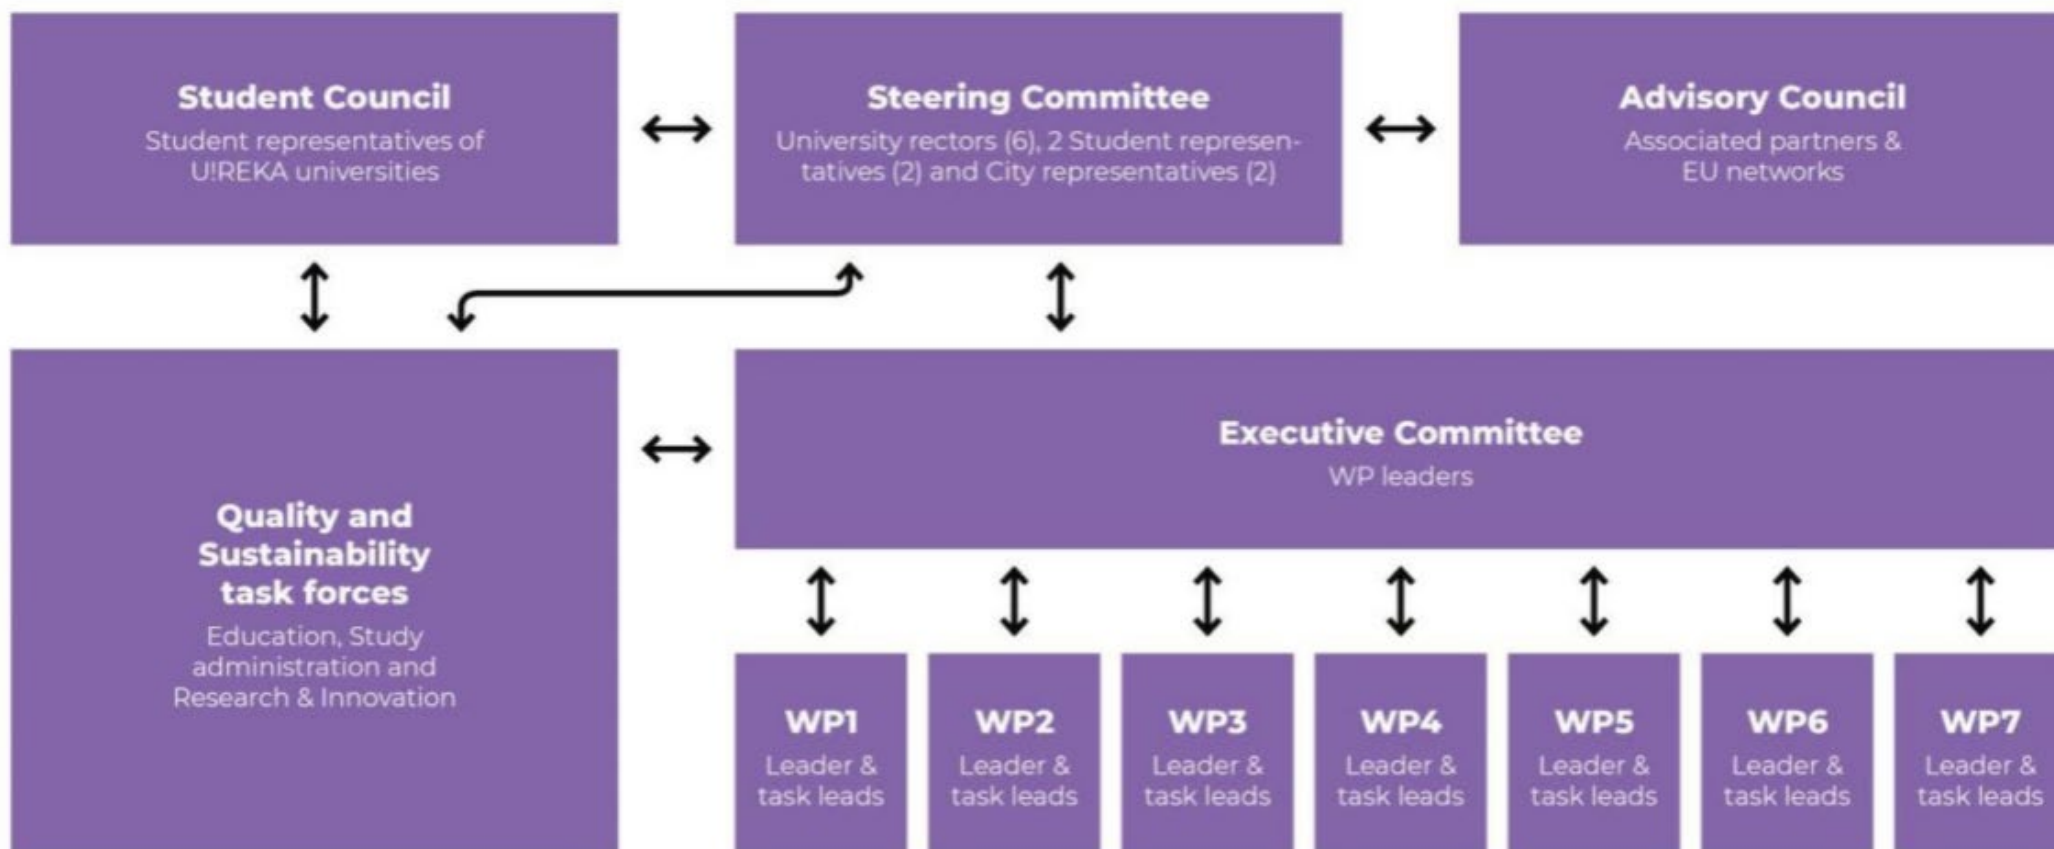 Student Council
Student representatives of
U!REKA universities
Steering Committee
University rectors (6), 2 Student represen-
tatives (2) and City representatives (2)
Advisory Council
Associated partners &
EU networks
Quality and
Sustainability
task forces
Education, Study
administration and
Research & Innovation
Executive Committee
WP leaders
WP1
Leader &
task leads
WP2
Leader &
task leads
WP3
Leader &
task leads
WP4
Leader &
task leads
WP5
Leader &
task leads
WP6
Leader &
task leads
WP7
Leader &
task leads